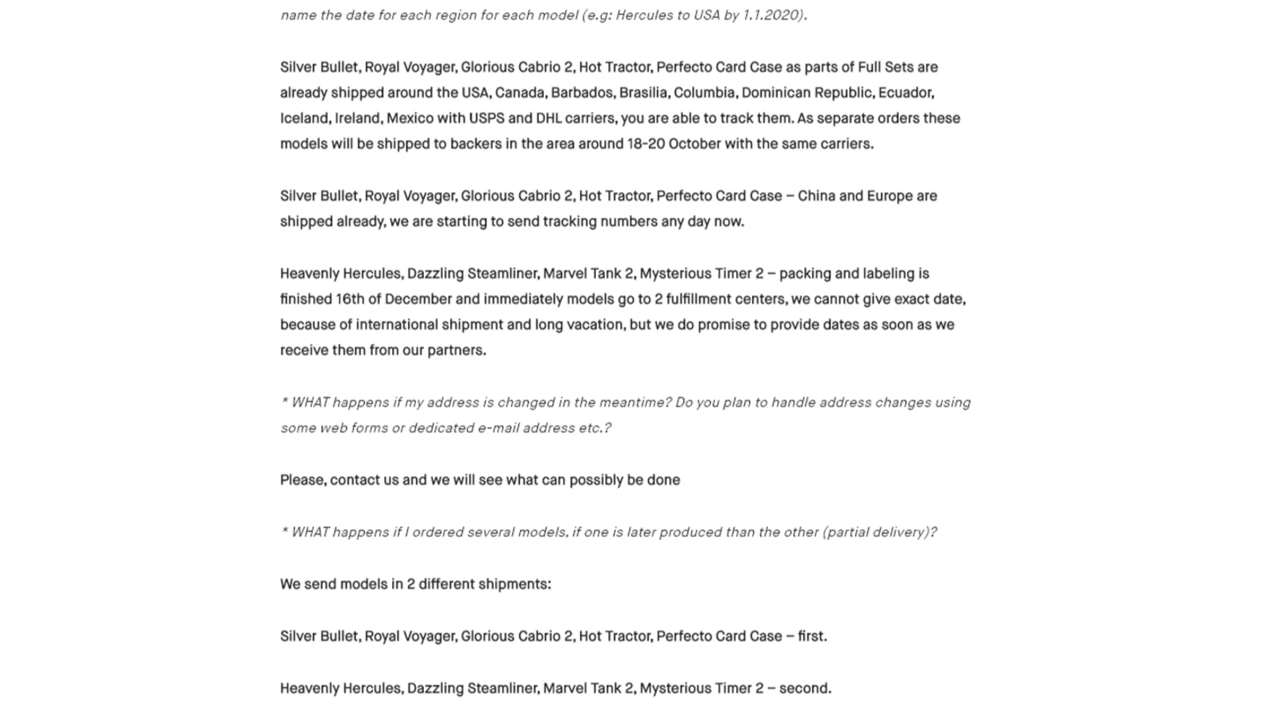 name the date for each region for each model (e.g: Hercules to USA by 1.1.2020).
Silver Bullet, Royal Voyager, Glorious Cabrio 2, Hot Tractor, Perfecto Card Case as parts of Full Sets are
already shipped around the USA, Canada, Barbados, Brasilia, Columbia, Dominican Republic, Ecuador,
Iceland, Ireland, Mexico with USPS and DHL carriers, you are able to track them. As separate orders these
models will be shipped to backers in the area around 18-20 October with the same carriers.
Silver Bullet, Royal Voyager, Glorious Cabrio 2, Hot Tractor, Perfecto Card Case – China and Europe are
shipped already, we are starting to send tracking numbers any day now.
Heavenly Hercules, Dazzling Steamliner, Marvel Tank 2, Mysterious Timer 2 – packing and labeling is
finished 16th of December and immediately models go to 2 fulfillment centers, we cannot give exact date,
because of international shipment and long vacation, but we do promise to provide dates as soon as we
receive them from our partners.
* WHAT happens if my address is changed in the meantime? Do you plan to handle address changes using
some web forms or dedicated e-mail address etc.?
Please, contact us and we will see what can possibly be done
* WHAT happens if I ordered several models, if one is later produced than the other (partial delivery)?
We send models in 2 different shipments:
Silver Bullet, Royal Voyager, Glorious Cabrio 2, Hot Tractor, Perfecto Card Case – first.
Heavenly Hercules, Dazzling Steamliner, Marvel Tank 2, Mysterious Timer 2 – second.